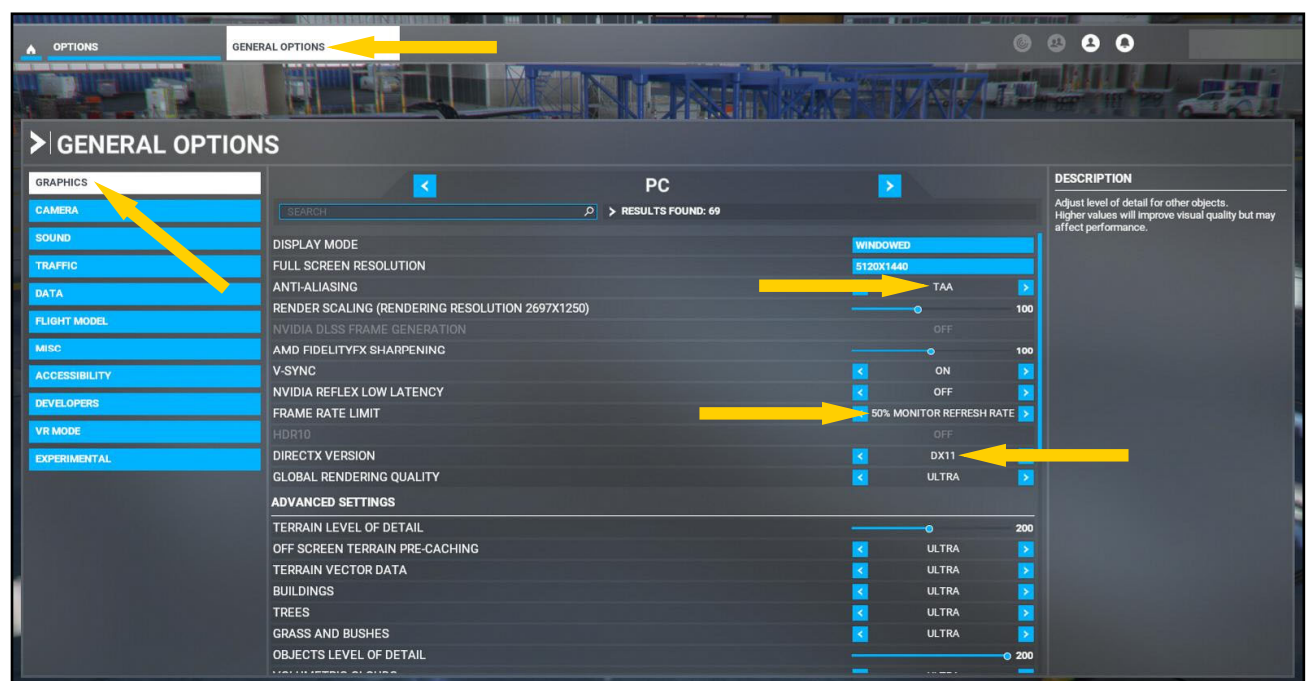 OPTIONS
GENERAL OPTIONS
GENERAL OPTIONS
GRAPHICS
CAMERA
SOUND
TRAFFIC
DATA
FLIGHT MODEL
MISC
ACCESSIBILITY
DEVELOPERS
VR MODE
EXPERIMENTAL
PC
SEARCH
RESULTS FOUND: 69
DISPLAY MODE WINDOWED
FULL SCREEN RESOLUTION 5120X1440
ANTI-ALIASING TAA
RENDER SCALING (RENDERING RESOLUTION 2697X1250) 100
NVIDIA DLSS FRAME GENERATION OFF
AMD FIDELITYFX SHARPENING 100
V-SYNC ON
NVIDIA REFLEX LOW LATENCY OFF
FRAME RATE LIMIT 50% MONITOR REFRESH RATE
HDR10 OFF
DIRECTX VERSION DX11
GLOBAL RENDERING QUALITY ULTRA
ADVANCED SETTINGS
TERRAIN LEVEL OF DETAIL 200
OFF SCREEN TERRAIN PRE-CACHING ULTRA
TERRAIN VECTOR DATA ULTRA
BUILDINGS ULTRA
TREES ULTRA
GRASS AND BUSHES ULTRA
OBJECTS LEVEL OF DETAIL 200
DESCRIPTION
Adjust level of detail for other objects.
Higher values will improve visual quality but may
affect performance.